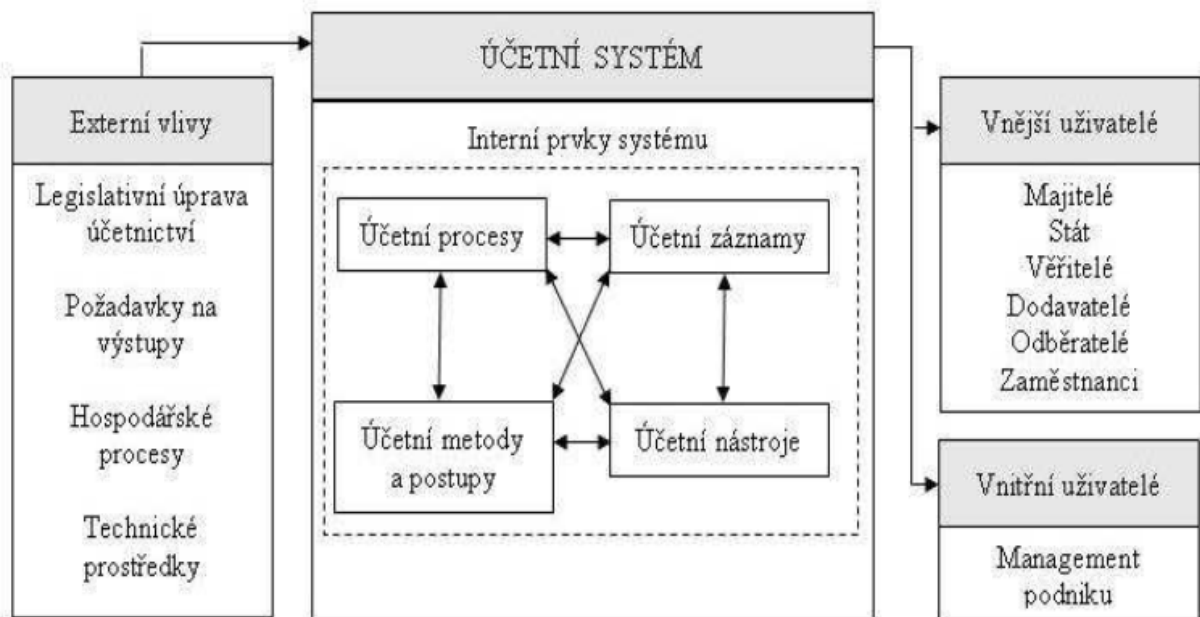 Externí vlivy
Legislativní úprava
účetnictví
Požadavky na
výstupy
Hospodářské
procesy
Technické
prostředky
ÚČETNÍ SYSTÉM
Interní prvky systému
Účetní procesy
Účetní záznamy
Účetní metody
a postupy
Účetní nástroje
Vnější uživatelé
Majitelé
Stát
Věřitelé
Dodavatelé
Odběratelé
Zaměstnanci
Vnitřní uživatelé
Management
podniku